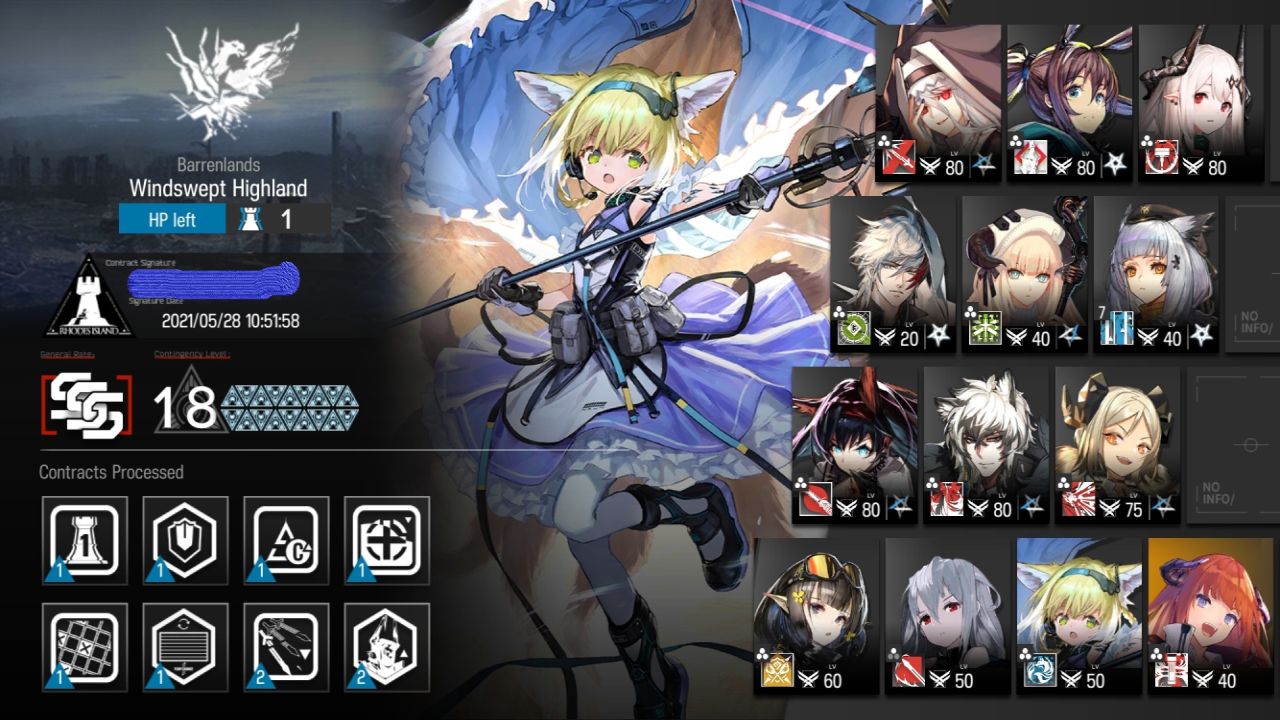 Barrenlands
Windswept Highland
HP left 1
Contract Signature
Signature Date
2021/05/28 10:51:58
RHODES ISLAND
General Rate:
Contingency Level:
SSS
18
Contracts Processed
1 1 1 1
1 1 2 2
LV 80 LV 80 LV 80
LV 20 LV 40 7 LV 40
NO INFO/
LV 80 LV 80 LV 75
NO INFO/
LV 60 LV 50 LV 50 LV 40